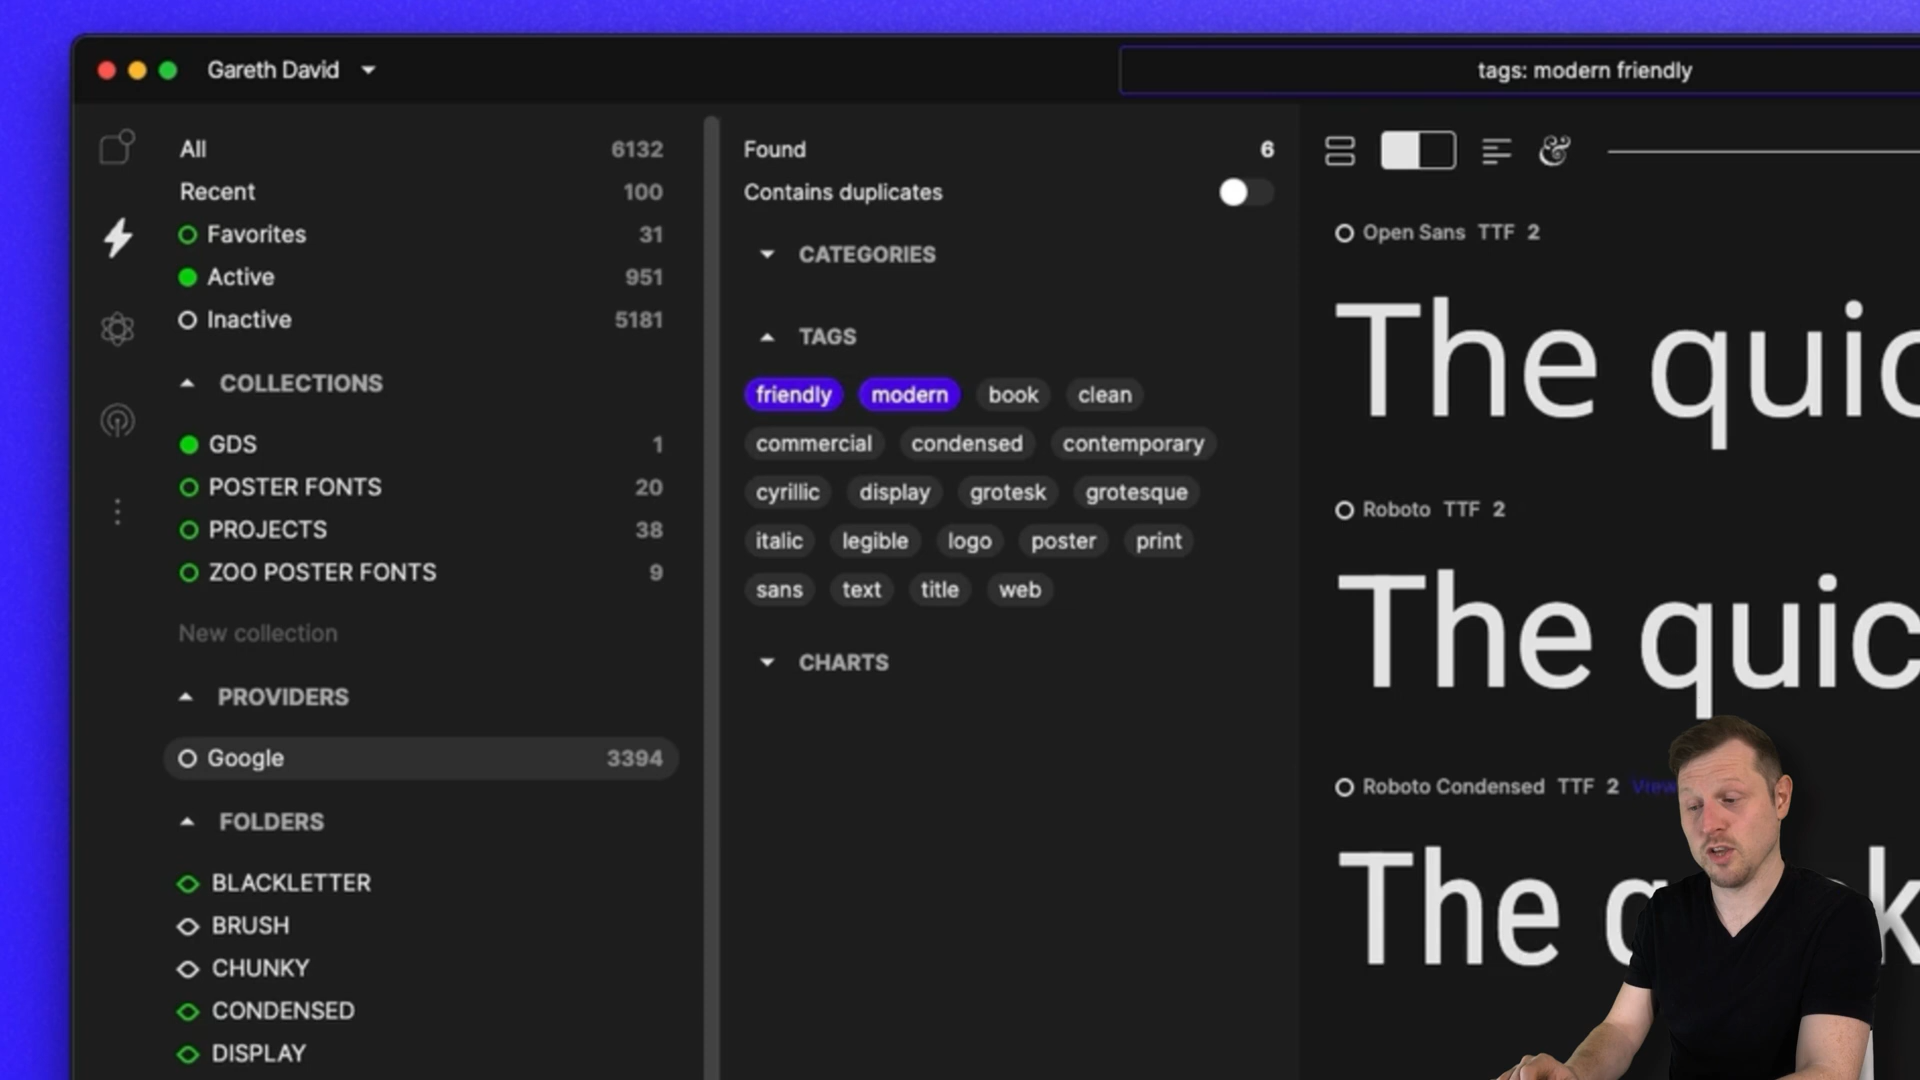 Gareth David
tags: modern friendly
All 6132
Recent 100
Favorites 31
Active 951
Inactive 5181
COLLECTIONS
GDS 1
POSTER FONTS 20
PROJECTS 38
ZOO POSTER FONTS 9
New collection
PROVIDERS
Google 3394
FOLDERS
BLACKLETTER
BRUSH
CHUNKY
CONDENSED
DISPLAY
Found 6
Contains duplicates
CATEGORIES
TAGS
friendly modern book clean
commercial condensed contemporary
cyrillic display grotesk grotesque
italic legible logo poster print
sans text title web
CHARTS
&
Open Sans TTF 2
The quic
Roboto TTF 2
The quic
Roboto Condensed TTF 2 View
The q k